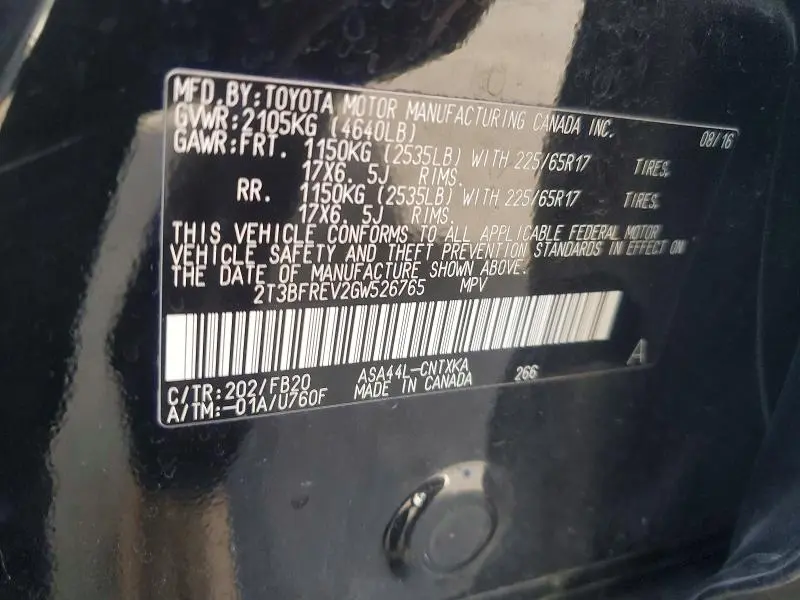 MFD. BY: TOYOTA MOTOR MANUFACTURING CANADA INC. 08/16
GVWR: 2105KG (4640LB)
GAWR: FRT. 1150KG (2535LB) WITH 225/65R17 TIRES,
17X6. 5J RIMS.
RR. 1150KG (2535LB) WITH 225/65R17 TIRES,
17X6. 5J RIMS.
THIS VEHICLE CONFORMS TO ALL APPLICABLE FEDERAL MOTOR
VEHICLE SAFETY AND THEFT PREVENTION STANDARDS IN EFFECT ON
THE DATE OF MANUFACTURE SHOWN ABOVE.
2T3BFREV2GW526765 MPV
A
C/TR: 202/FB20 ASA44L-CNTXKA 266
A/TM: -01A/U760F MADE IN CANADA